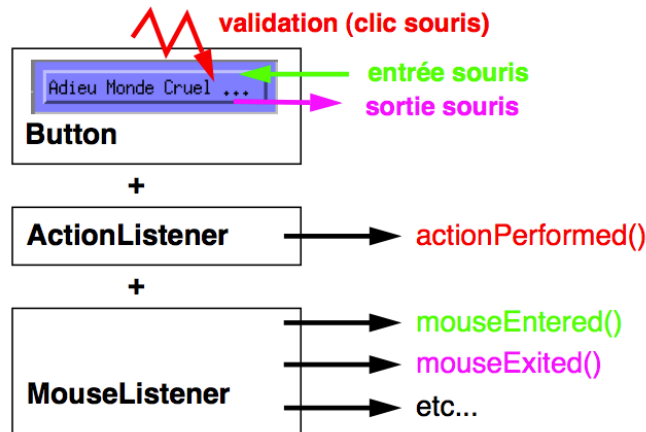 validation (clic souris)
entrée souris
Adieu Monde Cruel ...
sortie souris
Button
+
ActionListener
actionPerformed()
+
mouseEntered()
mouseExited()
MouseListener
etc...